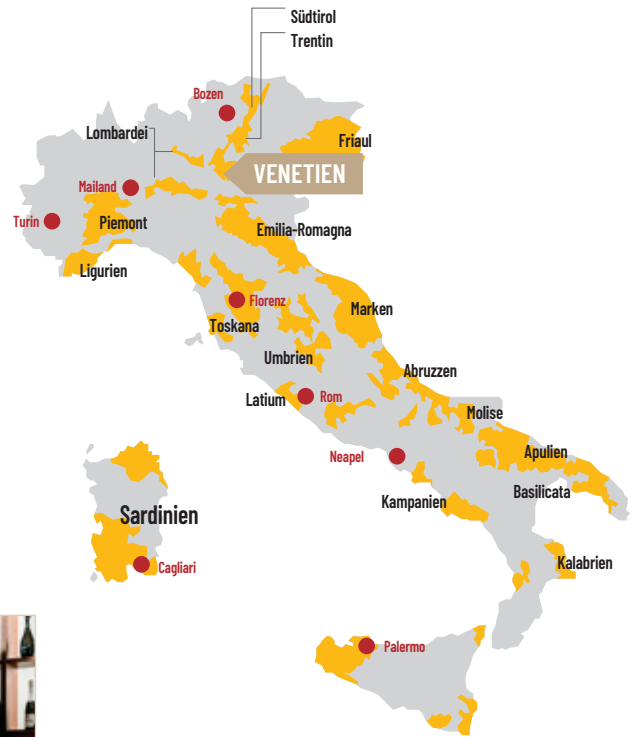 Südtirol
Trentin
Bozen
Lombardei
Friaul
VENETIEN
Mailand
Turin
Piemont
Emilia-Romagna
Ligurien
Florenz
Marken
Toskana
Umbrien
Abruzzen
Latium
Rom
Molise
Neapel
Apulien
Basilicata
Kampanien
Sardinien
Kalabrien
Cagliari
Palermo